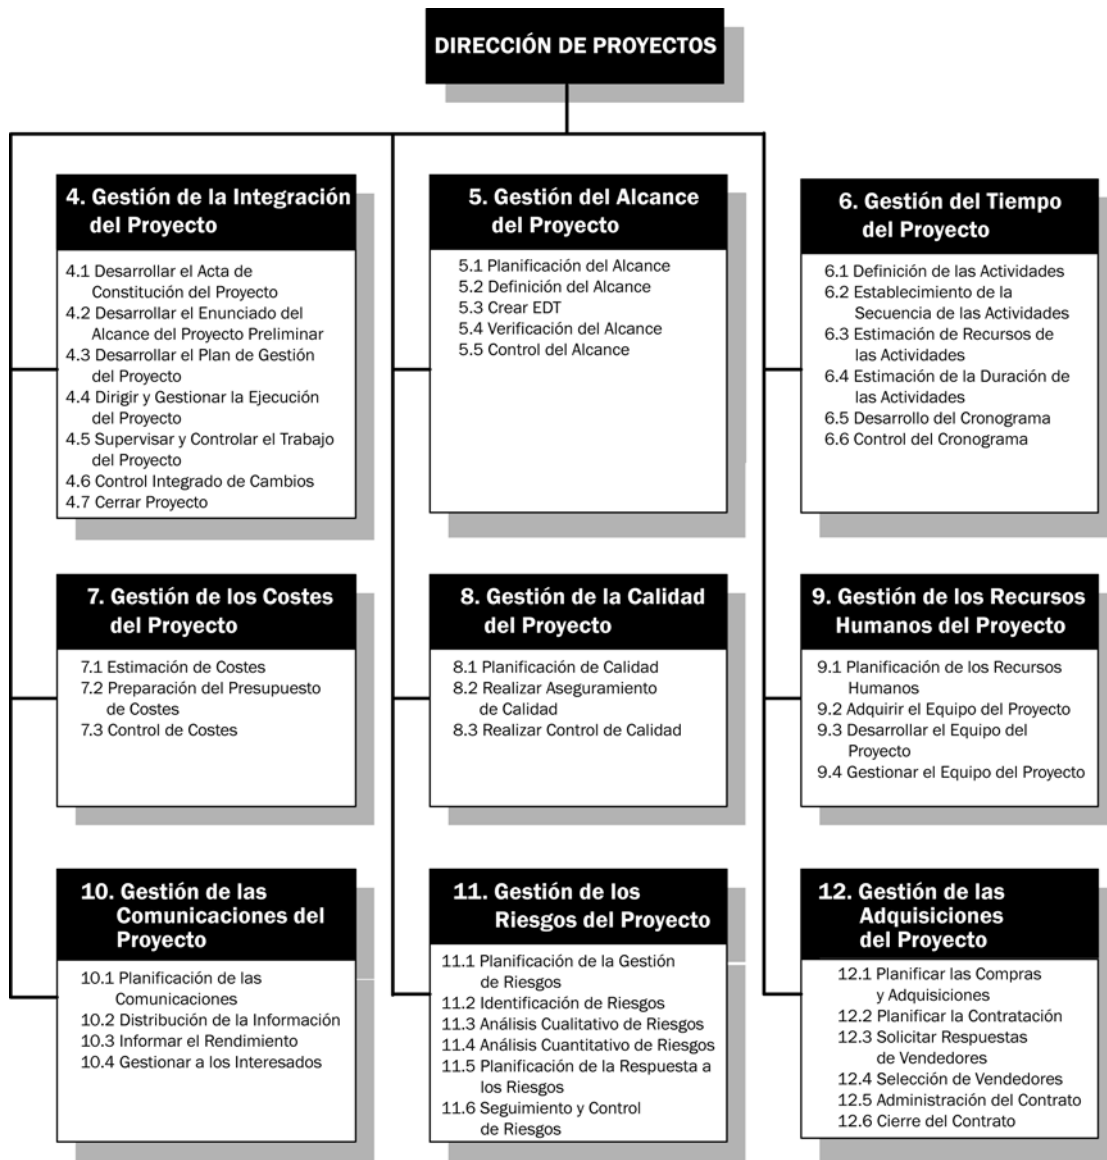 DIRECCIÓN DE PROYECTOS
4. Gestión de la Integración
del Proyecto
4.1 Desarrollar el Acta de
Constitución del Proyecto
4.2 Desarrollar el Enunciado del
Alcance del Proyecto Preliminar
4.3 Desarrollar el Plan de Gestión
del Proyecto
4.4 Dirigir y Gestionar la Ejecución
del Proyecto
4.5 Supervisar y Controlar el Trabajo
del Proyecto
4.6 Control Integrado de Cambios
4.7 Cerrar Proyecto
5. Gestión del Alcance
del Proyecto
5.1 Planificación del Alcance
5.2 Definición del Alcance
5.3 Crear EDT
5.4 Verificación del Alcance
5.5 Control del Alcance
6. Gestión del Tiempo
del Proyecto
6.1 Definición de las Actividades
6.2 Establecimiento de la
Secuencia de las Actividades
6.3 Estimación de Recursos de
las Actividades
6.4 Estimación de la Duración de
las Actividades
6.5 Desarrollo del Cronograma
6.6 Control del Cronograma
7. Gestión de los Costes
del Proyecto
7.1 Estimación de Costes
7.2 Preparación del Presupuesto
de Costes
7.3 Control de Costes
8. Gestión de la Calidad
del Proyecto
8.1 Planificación de Calidad
8.2 Realizar Aseguramiento
de Calidad
8.3 Realizar Control de Calidad
9. Gestión de los Recursos
Humanos del Proyecto
9.1 Planificación de los Recursos
Humanos
9.2 Adquirir el Equipo del Proyecto
9.3 Desarrollar el Equipo del
Proyecto
9.4 Gestionar el Equipo del Proyecto
10. Gestión de las
Comunicaciones del
Proyecto
10.1 Planificación de las
Comunicaciones
10.2 Distribución de la Información
10.3 Informar el Rendimiento
10.4 Gestionar a los Interesados
11. Gestión de los
Riesgos del Proyecto
11.1 Planificación de la Gestión
de Riesgos
11.2 Identificación de Riesgos
11.3 Análisis Cualitativo de Riesgos
11.4 Análisis Cuantitativo de Riesgos
11.5 Planificación de la Respuesta a
los Riesgos
11.6 Seguimiento y Control
de Riesgos
12. Gestión de las
Adquisiciones
del Proyecto
12.1 Planificar las Compras
y Adquisiciones
12.2 Planificar la Contratación
12.3 Solicitar Respuestas
de Vendedores
12.4 Selección de Vendedores
12.5 Administración del Contrato
12.6 Cierre del Contrato